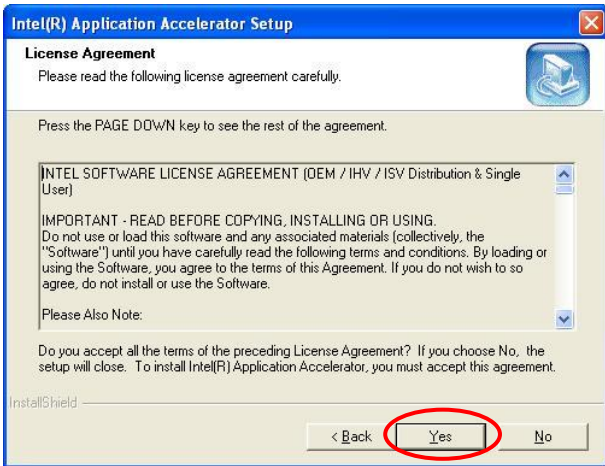 Intel(R) Application Accelerator Setup
License Agreement
Please read the following license agreement carefully.
Press the PAGE DOWN key to see the rest of the agreement.
INTEL SOFTWARE LICENSE AGREEMENT (OEM / IHV / ISV Distribution & Single
User)
IMPORTANT - READ BEFORE COPYING, INSTALLING OR USING.
Do not use or load this software and any associated materials (collectively, the
"Software") until you have carefully read the following terms and conditions. By loading or
using the Software, you agree to the terms of this Agreement. If you do not wish to so
agree, do not install or use the Software.
Please Also Note:
Do you accept all the terms of the preceding License Agreement? If you choose No, the
setup will close. To install Intel(R) Application Accelerator, you must accept this agreement.
InstallShield
< Back
Yes
No